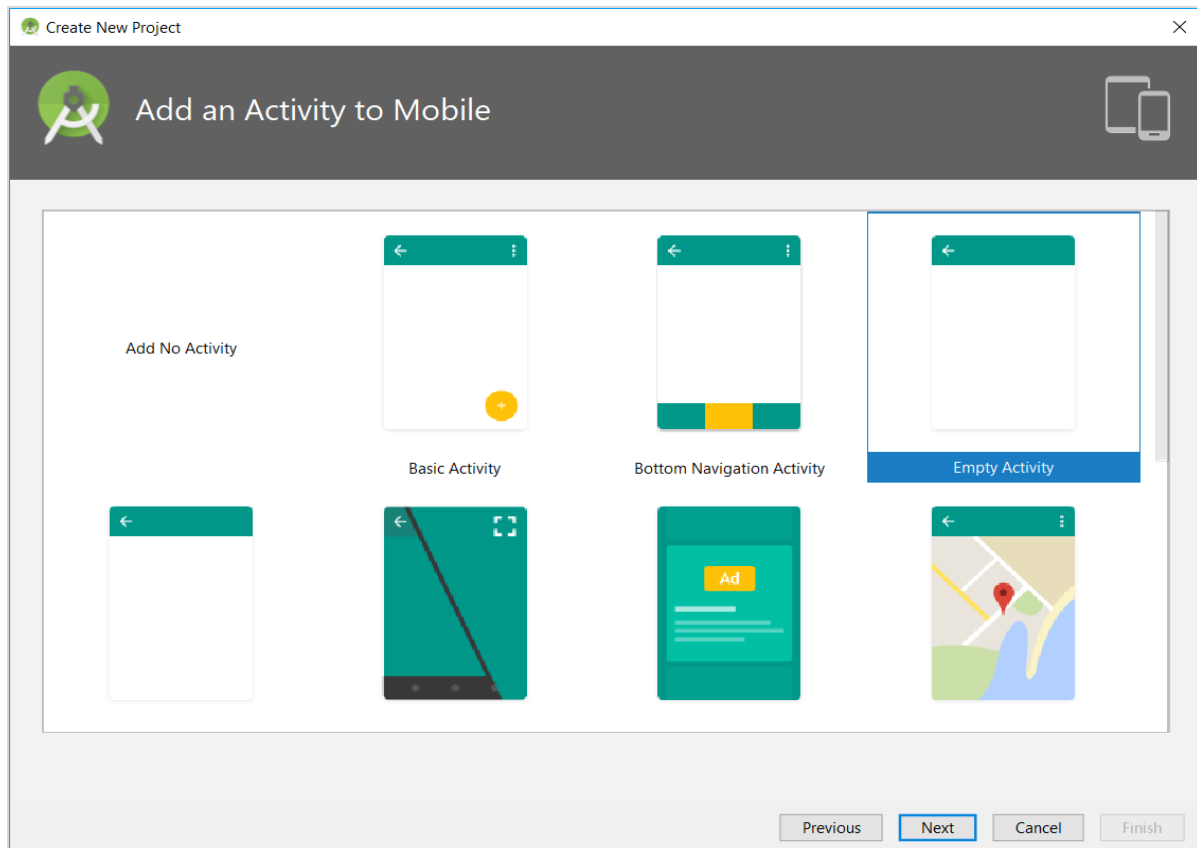 Create New Project
Add an Activity to Mobile
Add No Activity
Basic Activity
Bottom Navigation Activity
Empty Activity
Ad
Previous
Next
Cancel
Finish